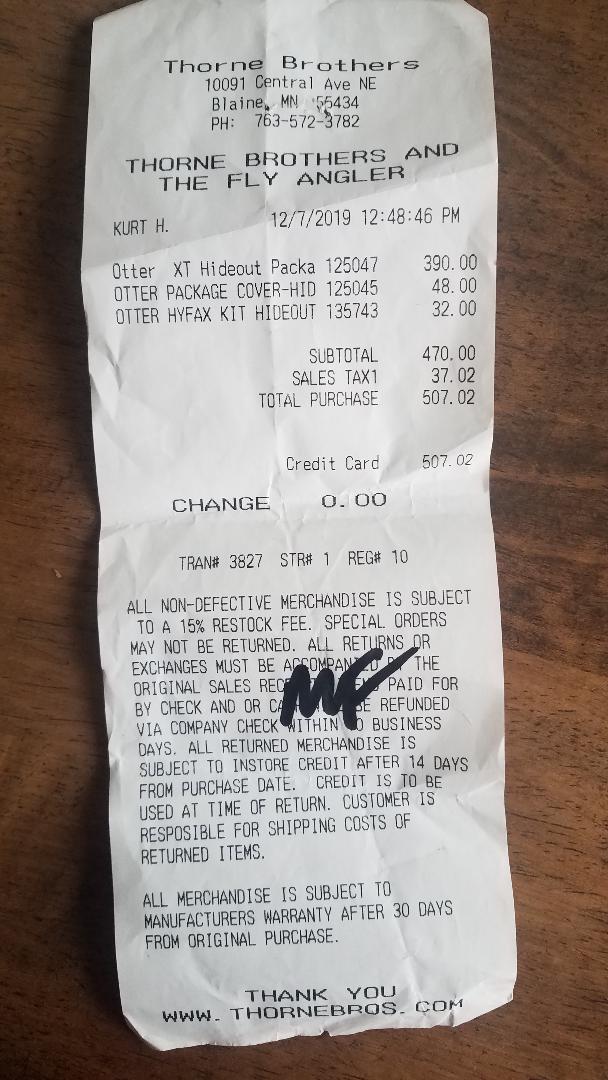 Thorne Brothers
10091 Central Ave NE
Blaine, MN 55434
PH: 763-572-3782
THORNE BROTHERS AND
THE FLY ANGLER
KURT H. 12/7/2019 12:48:46 PM
Otter XT Hideout Packa 125047 390.00
OTTER PACKAGE COVER-HID 125045 48.00
OTTER HYFAX KIT HIDEOUT 135743 32.00
SUBTOTAL 470.00
SALES TAX1 37.02
TOTAL PURCHASE 507.02
Credit Card 507.02
CHANGE 0.00
TRAN# 3827 STR# 1 REG# 10
ALL NON-DEFECTIVE MERCHANDISE IS SUBJECT
TO A 15% RESTOCK FEE. SPECIAL ORDERS
MAY NOT BE RETURNED. ALL RETURNS OR
EXCHANGES MUST BE ACCOMPANIED BY THE
ORIGINAL SALES PAID FOR
BY CHECK AND OR BE REFUNDED
VIA COMPANY CHECK WITHIN BUSINESS
DAYS. ALL RETURNED MERCHANDISE IS
SUBJECT TO INSTORE CREDIT AFTER 14 DAYS
FROM PURCHASE DATE. CREDIT IS TO BE
USED AT TIME OF RETURN. CUSTOMER IS
RESPOSIBLE FOR SHIPPING COSTS OF
RETURNED ITEMS.
MF
ALL MERCHANDISE IS SUBJECT TO
MANUFACTURERS WARRANTY AFTER 30 DAYS
FROM ORIGINAL PURCHASE.
THANK YOU
WWW.THORNEBROS.COM